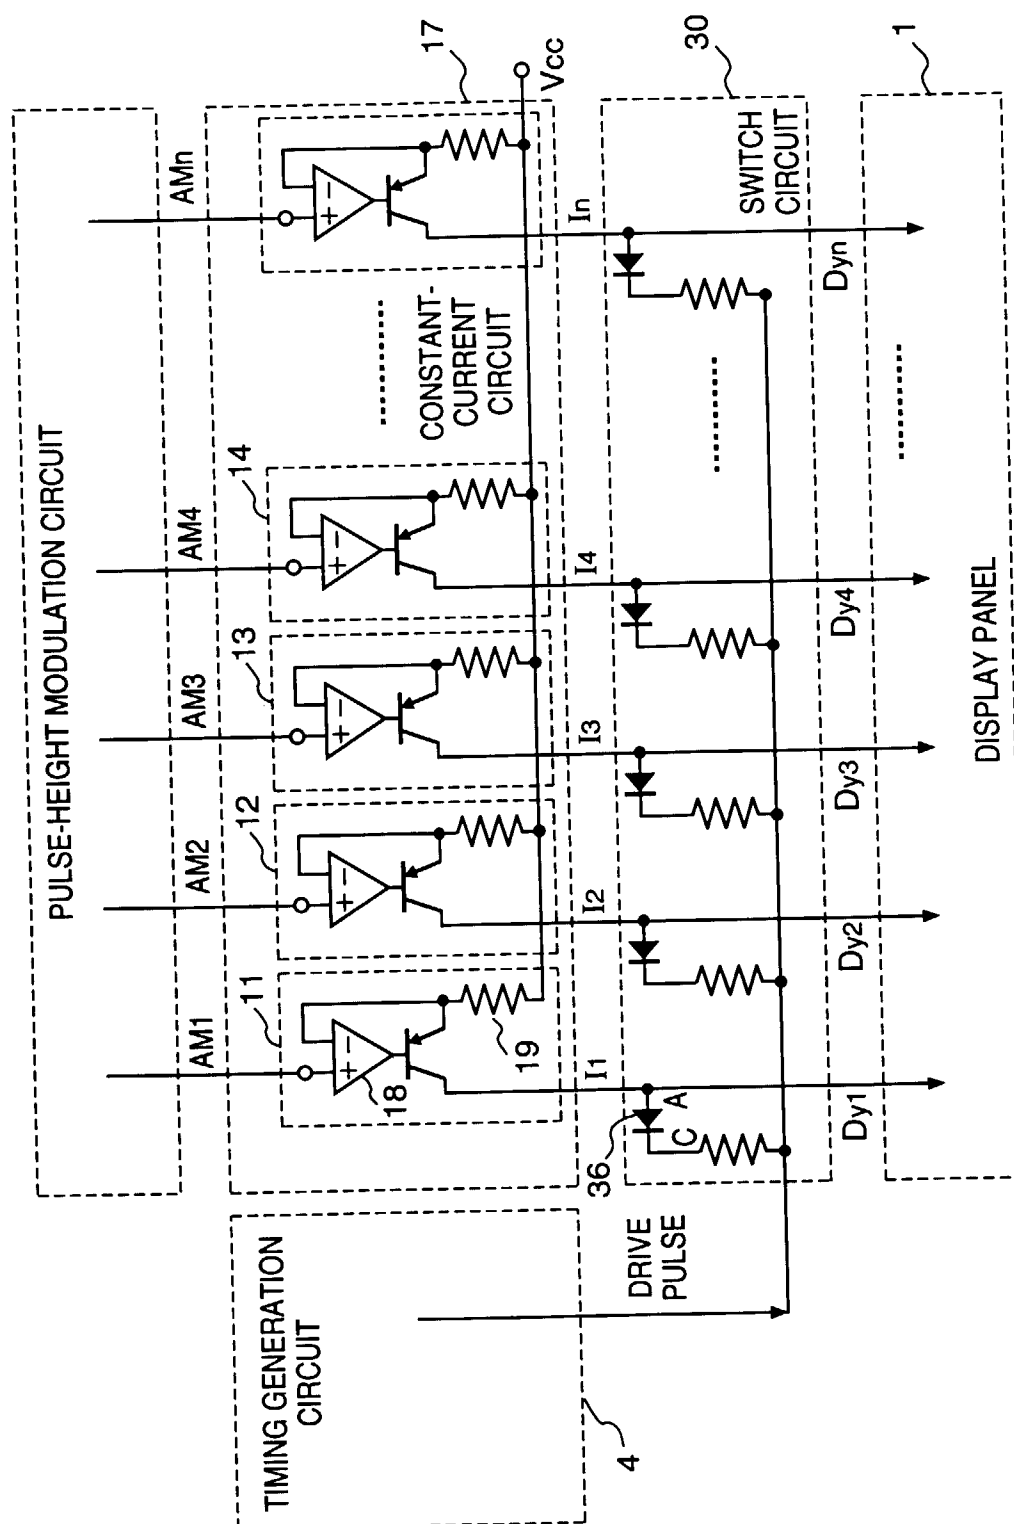 PULSE-HEIGHT MODULATION CIRCUIT
AM1
AM2
AM3
AM4
AMn
11
12
13
14
17
+
−
+
−
+
−
+
−
+
−
18
19
CONSTANT-
CURRENT
CIRCUIT
Vcc
TIMING GENERATION
CIRCUIT
4
I1
I2
I3
I4
In
DRIVE
PULSE
36
C
A
SWITCH
CIRCUIT
30
Dy1
Dy2
Dy3
Dy4
Dyn
DISPLAY PANEL
1